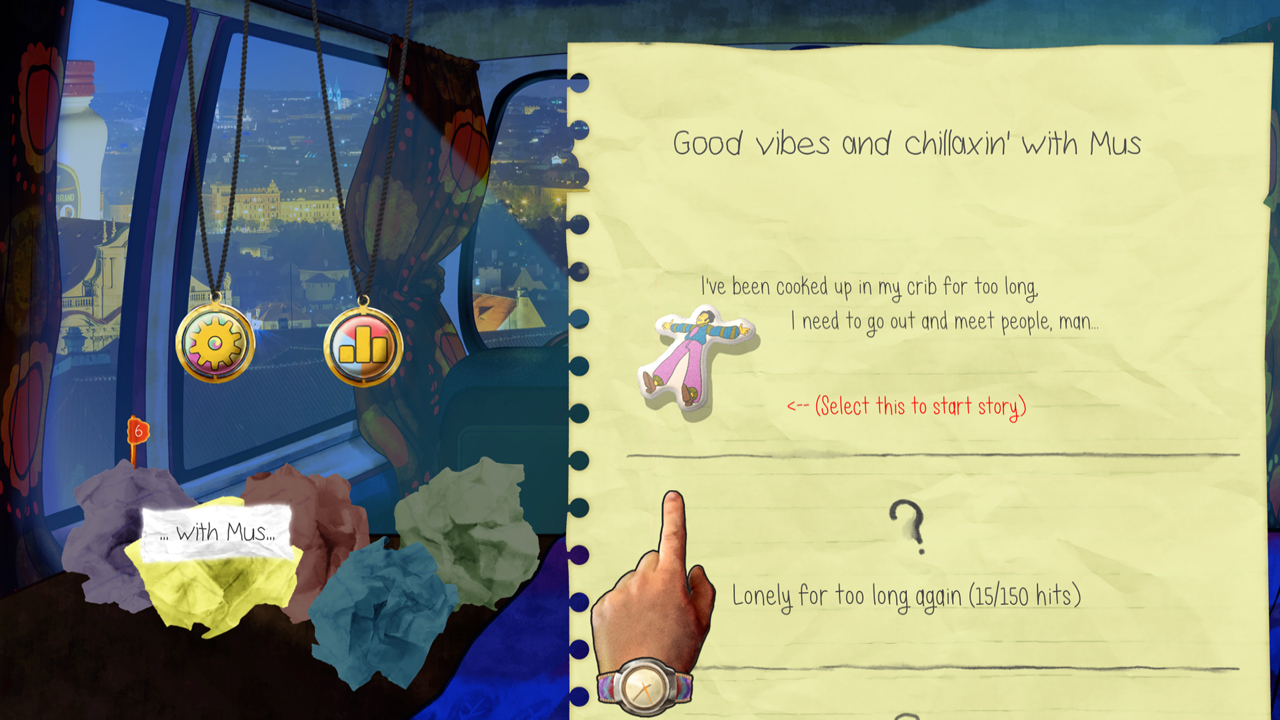 Good vibes and chillaxin' with Mus
I've been cooked up in my crib for too long,
I need to go out and meet people, man...
<-- (Select this to start story)
6
... with Mus...
?
Lonely for too long again (15/150 hits)